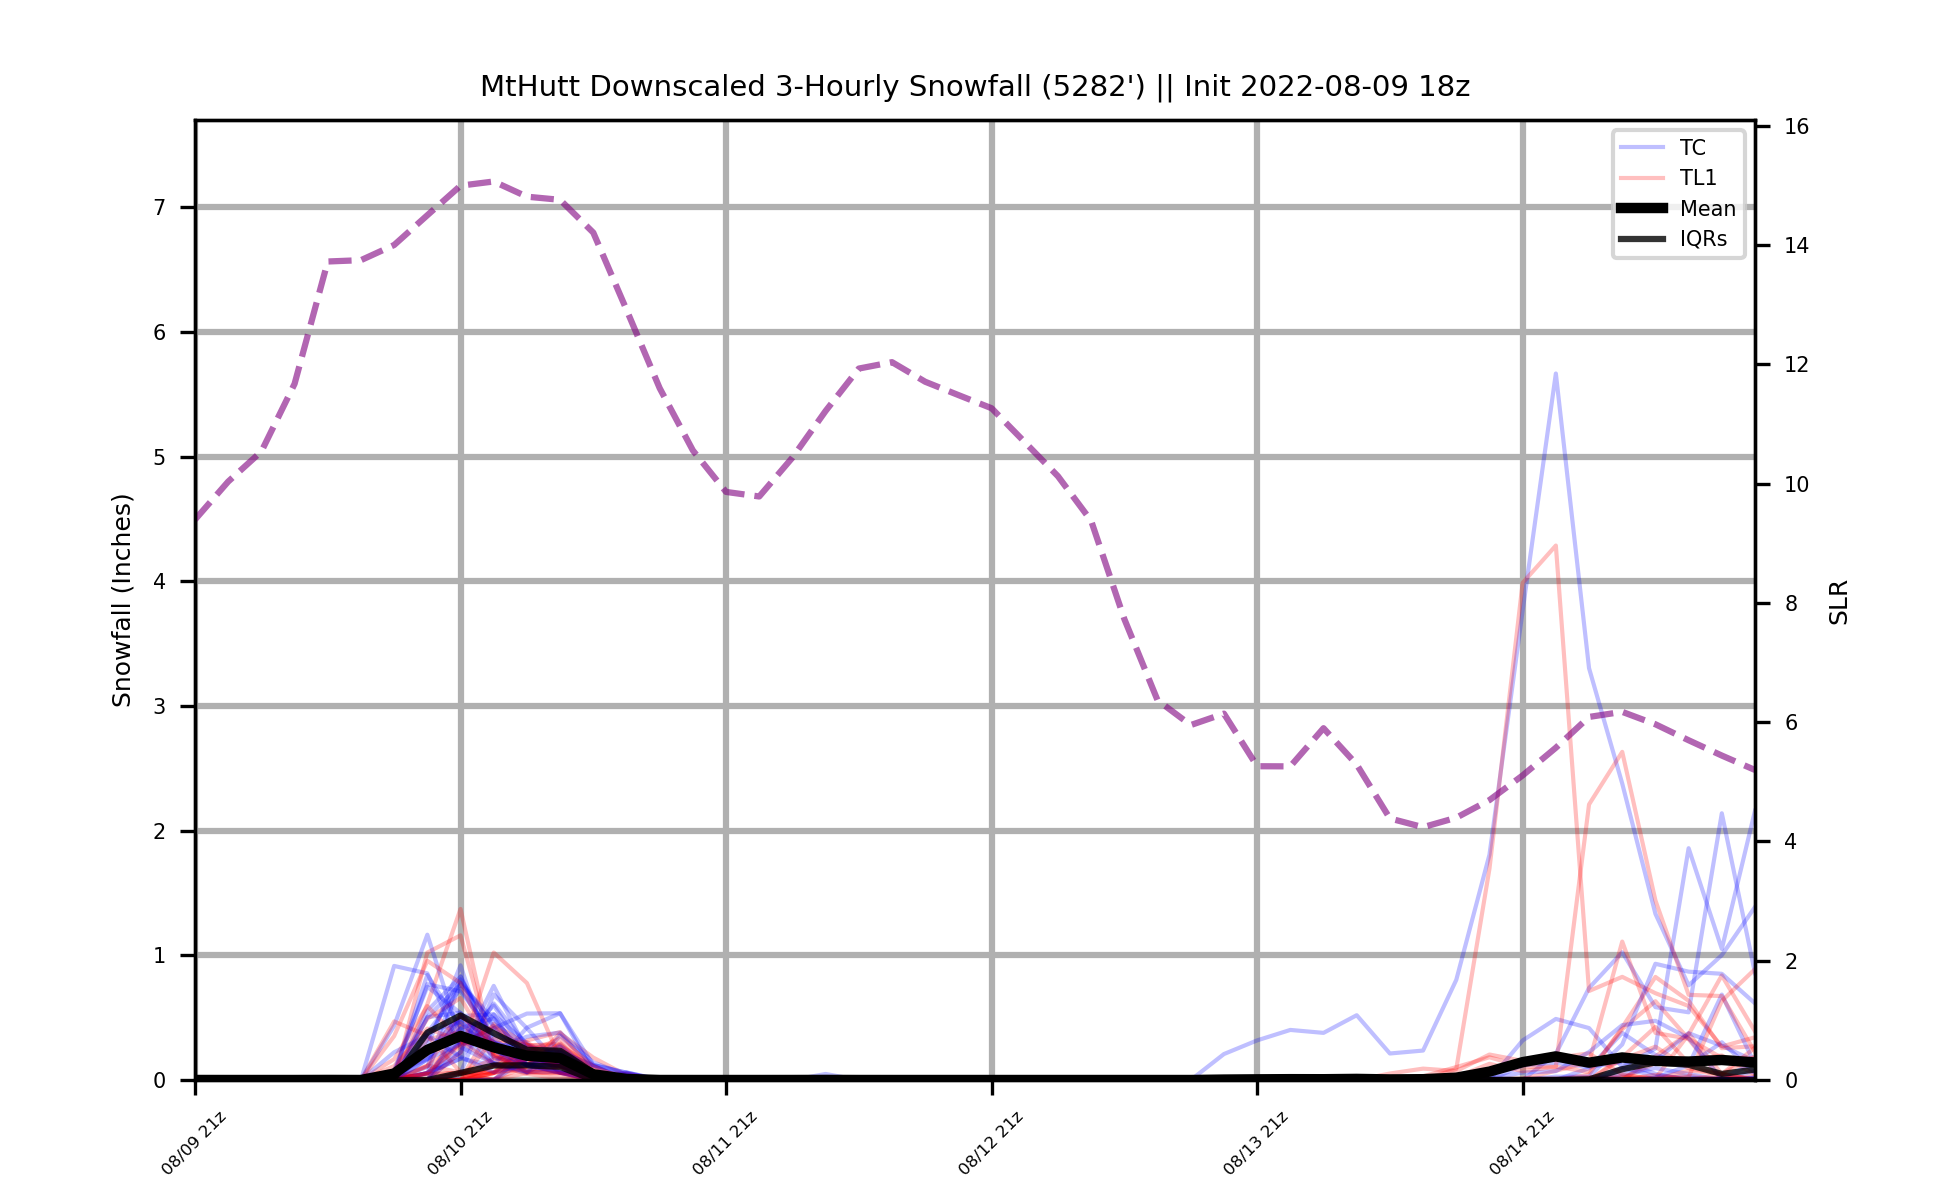 MtHutt Downscaled 3-Hourly Snowfall (5282') || Init 2022-08-09 18z
TC
TL1
Mean
IQRs
Snowfall (Inches)
7
6
5
4
3
2
1
0
16
14
12
10
8
6
4
2
0
SLR
08/09 21z
08/10 21z
08/11 21z
08/12 21z
08/13 21z
08/14 21z